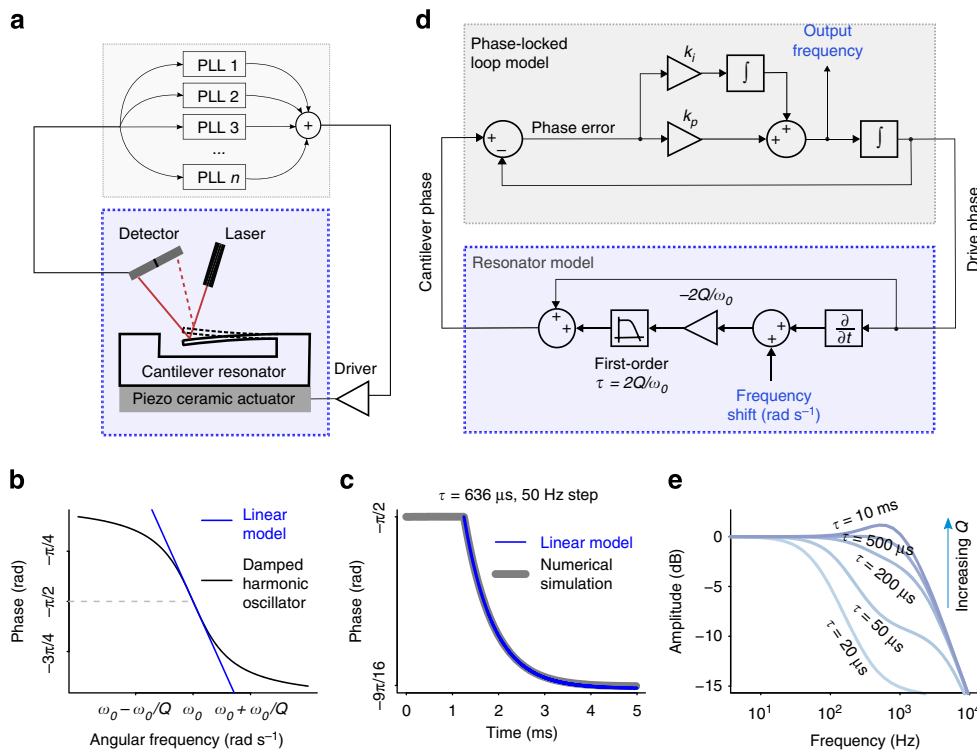 a
PLL 1
PLL 2
PLL 3
...
PLL n
+
Detector
Laser
Cantilever resonator
Piezo ceramic actuator
Driver
d
Phase-locked
loop model
Output
frequency
k_i
∫
+
−
Phase error
k_p
+
+
∫
Cantilever phase
Drive phase
Resonator model
−2Q/ω₀
+
+
First-order
τ = 2Q/ω₀
+
+
∂
∂t
Frequency
shift (rad s⁻¹)
b
Linear
model
Damped
harmonic
oscillator
Phase (rad)
−π/4
−π/2
−3π/4
ω₀ − ω₀/Q
ω₀
ω₀ + ω₀/Q
Angular frequency (rad s⁻¹)
c
τ = 636 μs, 50 Hz step
Linear model
Numerical
simulation
Phase (rad)
−π/2
−9π/16
0 1 2 3 4 5
Time (ms)
e
τ = 10 ms
τ = 500 μs
τ = 200 μs
τ = 50 μs
τ = 20 μs
Increasing Q
Amplitude (dB)
0
−5
−10
−15
10¹ 10² 10³ 10⁴
Frequency (Hz)